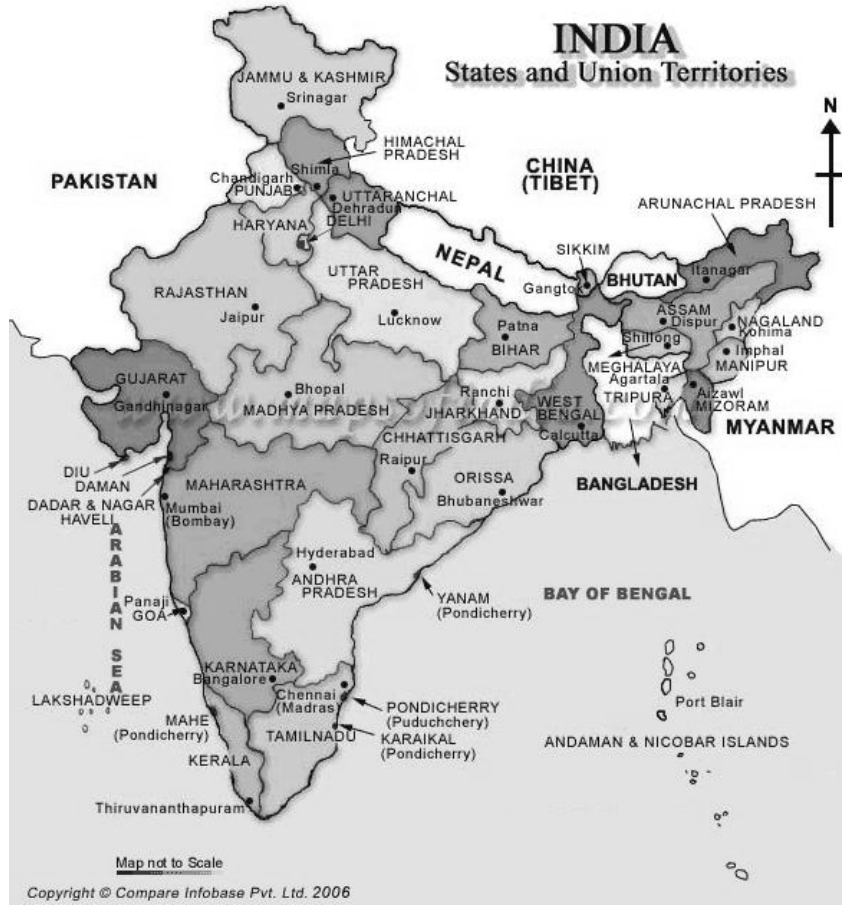 INDIA
States and Union Territories
N
JAMMU & KASHMIR
Srinagar
HIMACHAL
PRADESH
PAKISTAN
CHINA
(TIBET)
Shimla
Chandigarh
PUNJAB
UTTARANCHAL
Dehradun
ARUNACHAL PRADESH
HARYANA
DELHI
NEPAL
SIKKIM
Gangtok
BHUTAN
Itanagar
UTTAR
PRADESH
RAJASTHAN
Jaipur
Lucknow
ASSAM
Dispur
NAGALAND
Kohima
Patna
BIHAR
Shillong
MEGHALAYA
Imphal
MANIPUR
GUJARAT
Gandhinagar
Bhopal
MADHYA PRADESH
Ranchi
JHARKHAND
WEST
BENGAL
Calcutta
Agartala
TRIPURA
Aizawl
MIZORAM
MYANMAR
CHHATTISGARH
Raipur
ORISSA
Bhubaneshwar
BANGLADESH
DIU
DAMAN
DADAR & NAGAR
HAVELI
MAHARASHTRA
Mumbai
(Bombay)
ARABIAN SEA
Hyderabad
ANDHRA
PRADESH
YANAM
(Pondicherry)
BAY OF BENGAL
Panaji
GOA
KARNATAKA
Bangalore
LAKSHADWEEP
Chennai
(Madras)
PONDICHERRY
(Puduchchery)
Port Blair
MAHE
(Pondicherry)
TAMILNADU
KARAIKAL
(Pondicherry)
ANDAMAN & NICOBAR ISLANDS
KERALA
Thiruvananthapuram
Map not to Scale
Copyright © Compare Infobase Pvt. Ltd. 2006